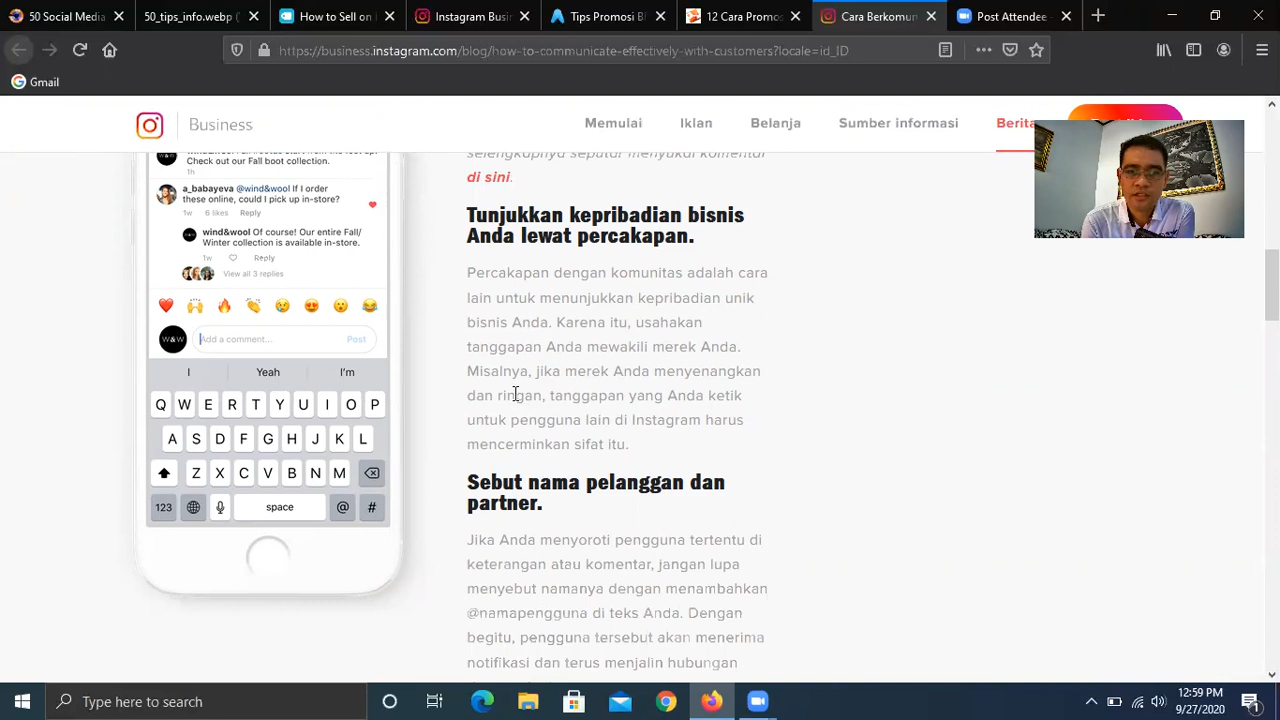 50 Social Media
50_tips_info.webp (
How to Sell on
Instagram Busin
Tips Promosi Bi
12 Cara Promo
Cara Berkomun
Post Attendee -
https://business.instagram.com/blog/how-to-communicate-effectively-with-customers?locale=id_ID
Gmail
Business
Memulai
Iklan
Belanja
Sumber informasi
Berita
selengkapnya seputar menyukai komentar
di sini.
Tunjukkan kepribadian bisnis
Anda lewat percakapan.
Percakapan dengan komunitas adalah cara
lain untuk menunjukkan kepribadian unik
bisnis Anda. Karena itu, usahakan
tanggapan Anda mewakili merek Anda.
Misalnya, jika merek Anda menyenangkan
dan ringan, tanggapan yang Anda ketik
untuk pengguna lain di Instagram harus
mencerminkan sifat itu.
Sebut nama pelanggan dan
partner.
Jika Anda menyoroti pengguna tertentu di
keterangan atau komentar, jangan lupa
menyebut namanya dengan menambahkan
@namapengguna di teks Anda. Dengan
begitu, pengguna tersebut akan menerima
notifikasi dan terus menjalin hubungan
Check out our Fall boot collection.
1h
a_babayeva @wind&wool If I order
these online, could I pick up in-store?
1w 6 likes Reply
wind&wool Of course! Our entire Fall/
Winter collection is available in-store.
1w Reply
View all 3 replies
W&W
Add a comment... Post
I Yeah I'm
Q W E R T Y U I O P
A S D F G H J K L
Z X C V B N M
123 space @ #
Type here to search
12:59 PM
9/27/2020
1